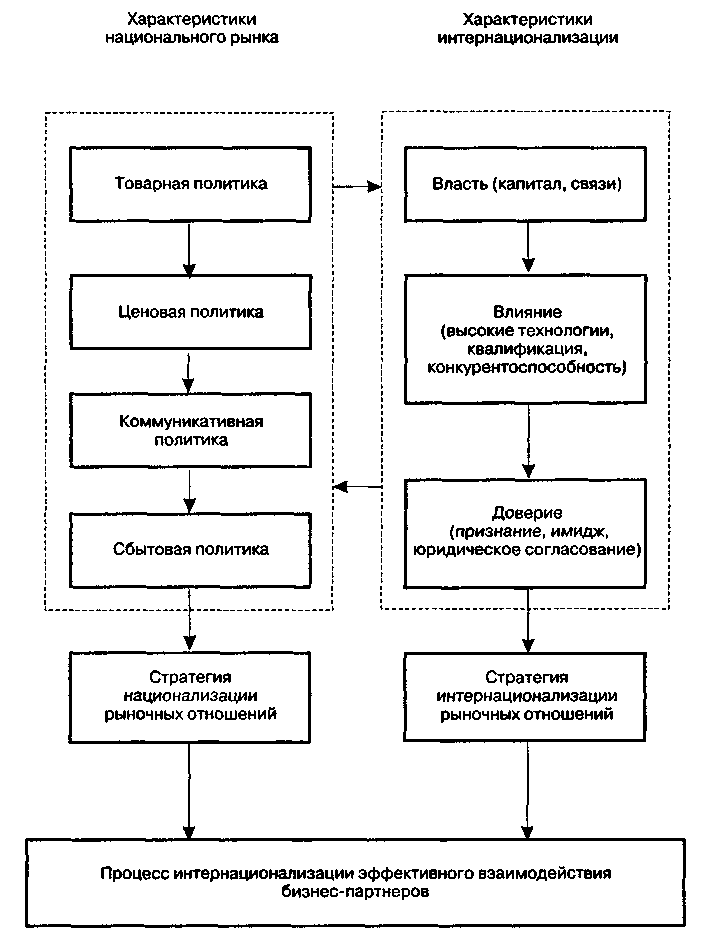 Характеристики
национального рынка
Характеристики
интернационализации
Товарная политика
Ценовая политика
Коммуникативная
политика
Сбытовая политика
Власть (капитал, связи)
Влияние
(высокие технологии,
квалификация,
конкурентоспособность)
Доверие
(признание, имидж,
юридическое согласование)
Стратегия
национализации
рыночных отношений
Стратегия
интернационализации
рыночных отношений
Процесс интернационализации эффективного взаимодействия
бизнес-партнеров